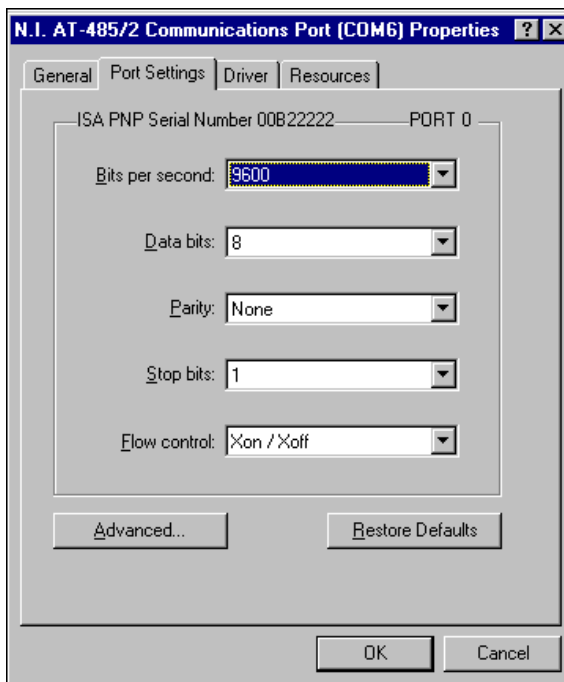 N.I. AT-485/2 Communications Port (COM6) Properties ? X
General Port Settings Driver Resources
ISA PNP Serial Number 00B22222 PORT 0
Bits per second: 9600
Data bits: 8
Parity: None
Stop bits: 1
Flow control: Xon / Xoff
Advanced... Restore Defaults
OK Cancel